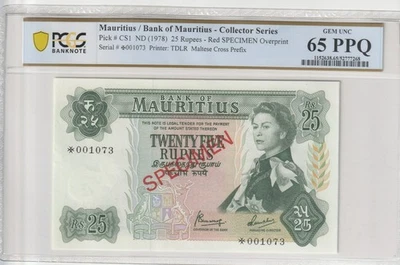 PCGS
BANKNOTE
Mauritius / Bank of Mauritius - Collector Series
Pick # CS1 ND (1978) 25 Rupees - Red SPECIMEN Overprint
Serial # ✠001073 Printer: TDLR Maltese Cross Prefix
GEM UNC
65 PPQ
BANK OF
MAURITIUS
THIS NOTE IS LEGAL TENDER FOR THE PAYMENT
OF THE AMOUNT STATED THEREON
Rs 25
✠001073
TWENTY FIVE
RUPEES
SPECIMEN
Rs 25
✠001073